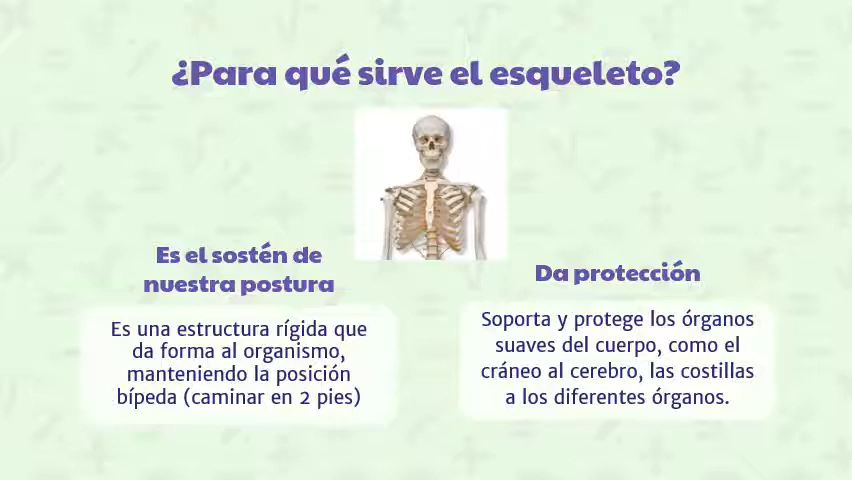 ¿Para qué sirve el esqueleto?
Es el sostén de
nuestra postura
Es una estructura rígida que
da forma al organismo,
manteniendo la posición
bípeda (caminar en 2 pies)
Da protección
Soporta y protege los órganos
suaves del cuerpo, como el
cráneo al cerebro, las costillas
a los diferentes órganos.